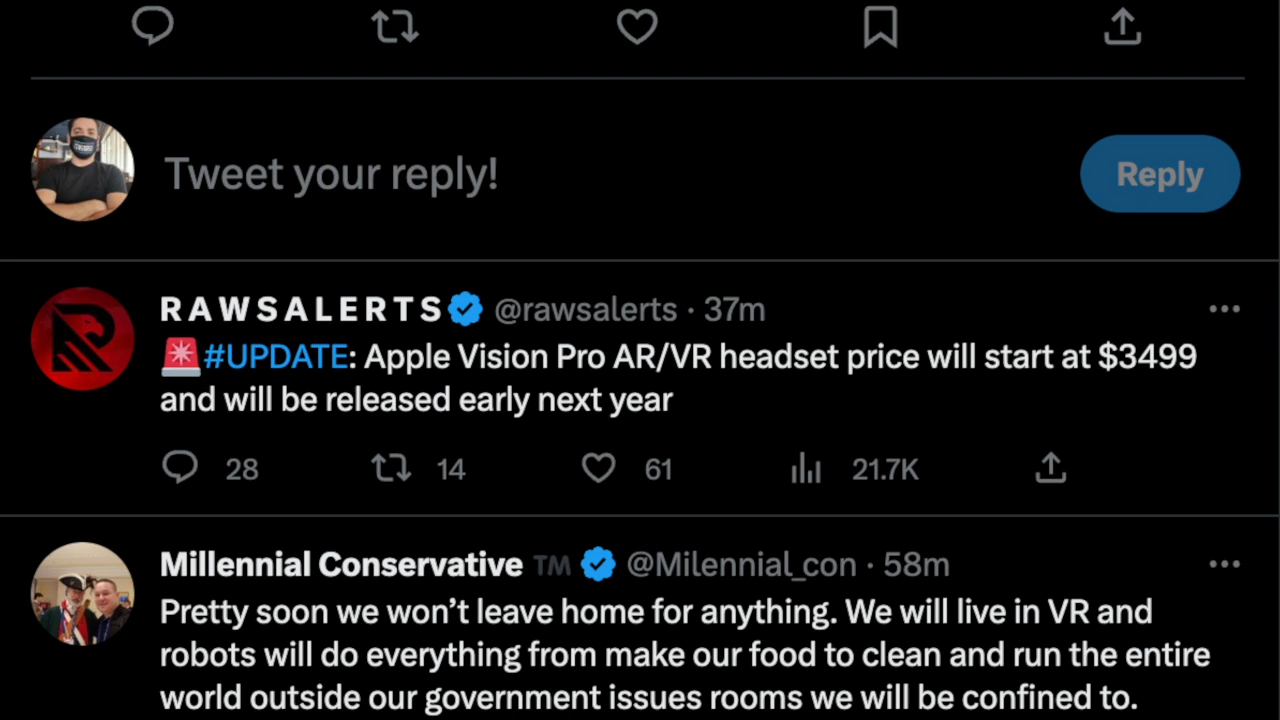 Tweet your reply!
Reply
RAWSALERTS @rawsalerts · 37m
🚨#UPDATE: Apple Vision Pro AR/VR headset price will start at $3499
and will be released early next year
28 14 61 21.7K
Millennial Conservative ™ @Milennial_con · 58m
Pretty soon we won’t leave home for anything. We will live in VR and
robots will do everything from make our food to clean and run the entire
world outside our government issues rooms we will be confined to.